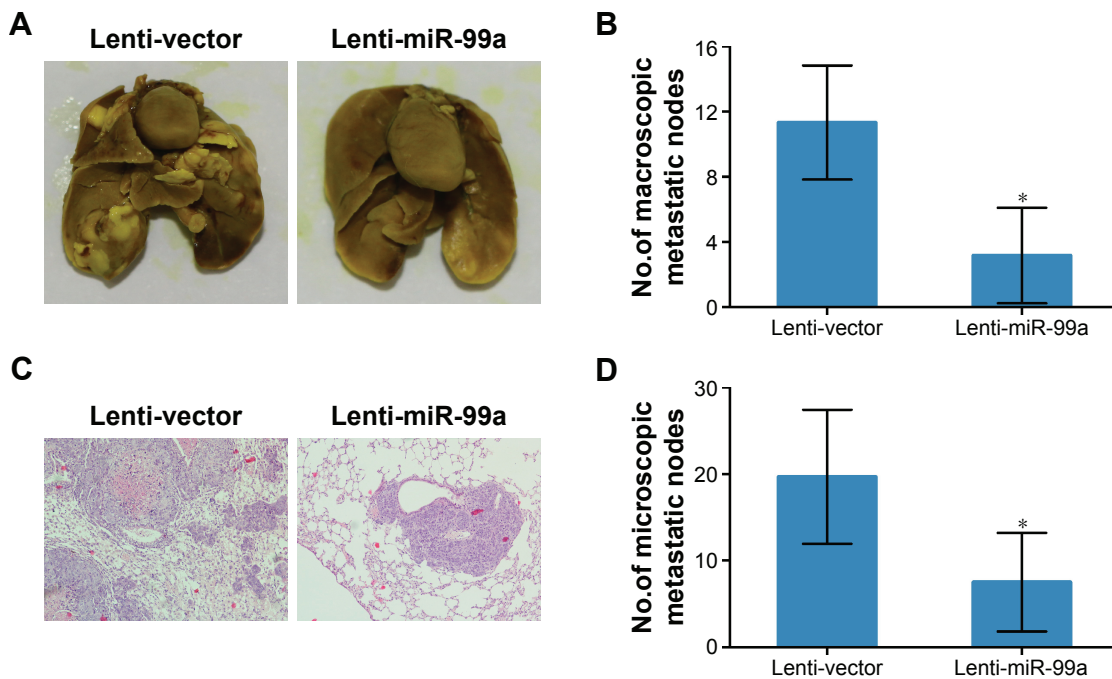 A
Lenti-vector
Lenti-miR-99a
B
No.of macroscopic
metastatic nodes
16
12
8
4
0
Lenti-vector
Lenti-miR-99a
*
C
Lenti-vector
Lenti-miR-99a
D
No.of microscopic
metastatic nodes
30
20
10
0
Lenti-vector
Lenti-miR-99a
*